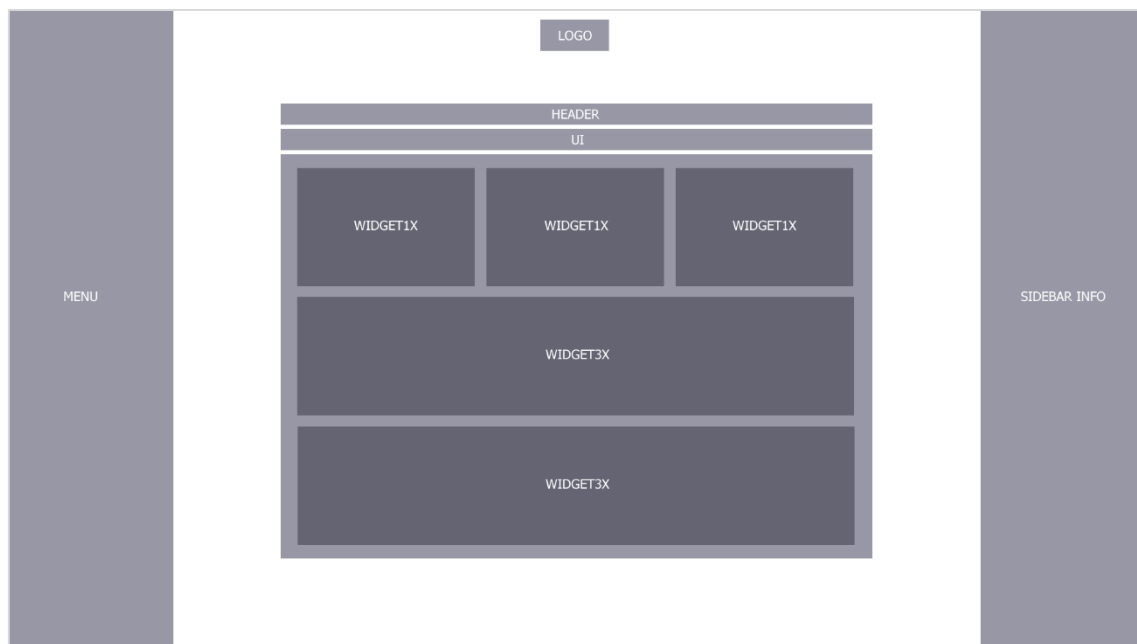 LOGO
HEADER
UI
WIDGET1X
WIDGET1X
WIDGET1X
MENU
SIDEBAR INFO
WIDGET3X
WIDGET3X